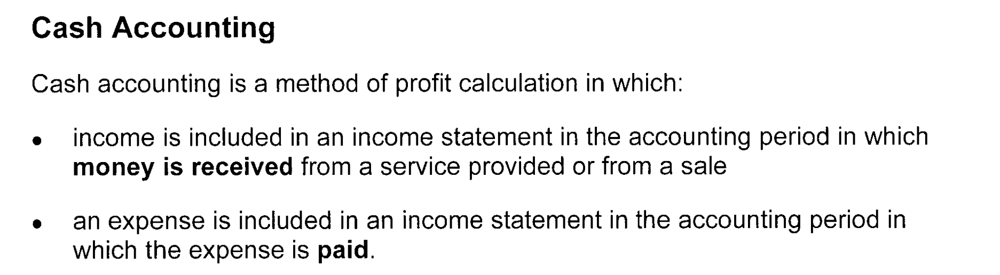 Cash Accounting
Cash accounting is a method of profit calculation in which:
• income is included in an income statement in the accounting period in which
money is received from a service provided or from a sale
• an expense is included in an income statement in the accounting period in
which the expense is paid.